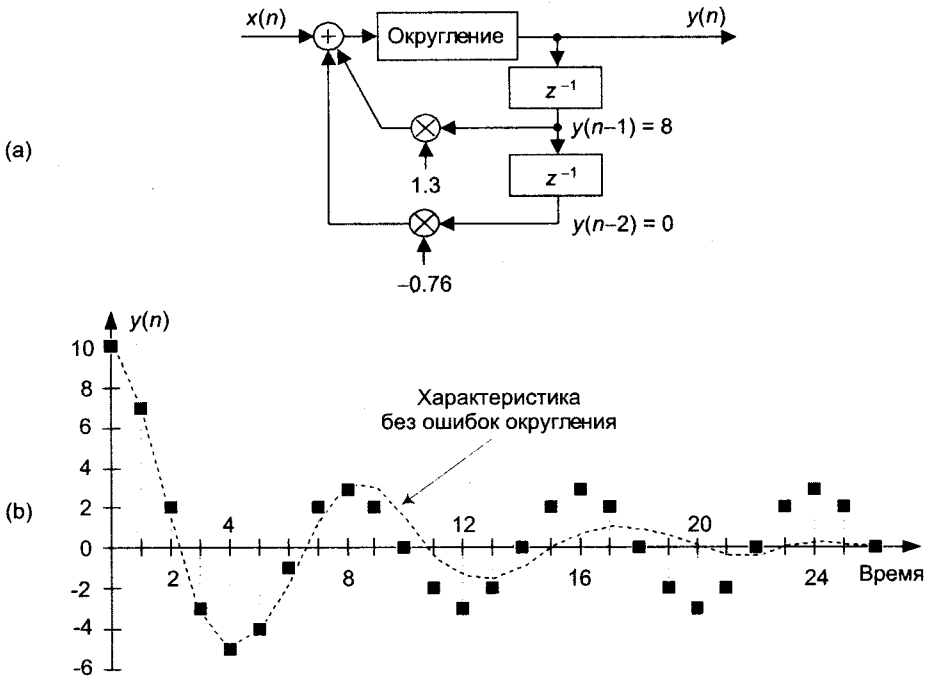 x(n)
y(n)
+
Округление
z⁻¹
(a)
y(n–1) = 8
1.3
z⁻¹
y(n–2) = 0
–0.76
y(n)
10
8
6
4
2
0
-2
-4
-6
(b)
Характеристика
без ошибок округления
4
12
20
2
8
16
24
Время